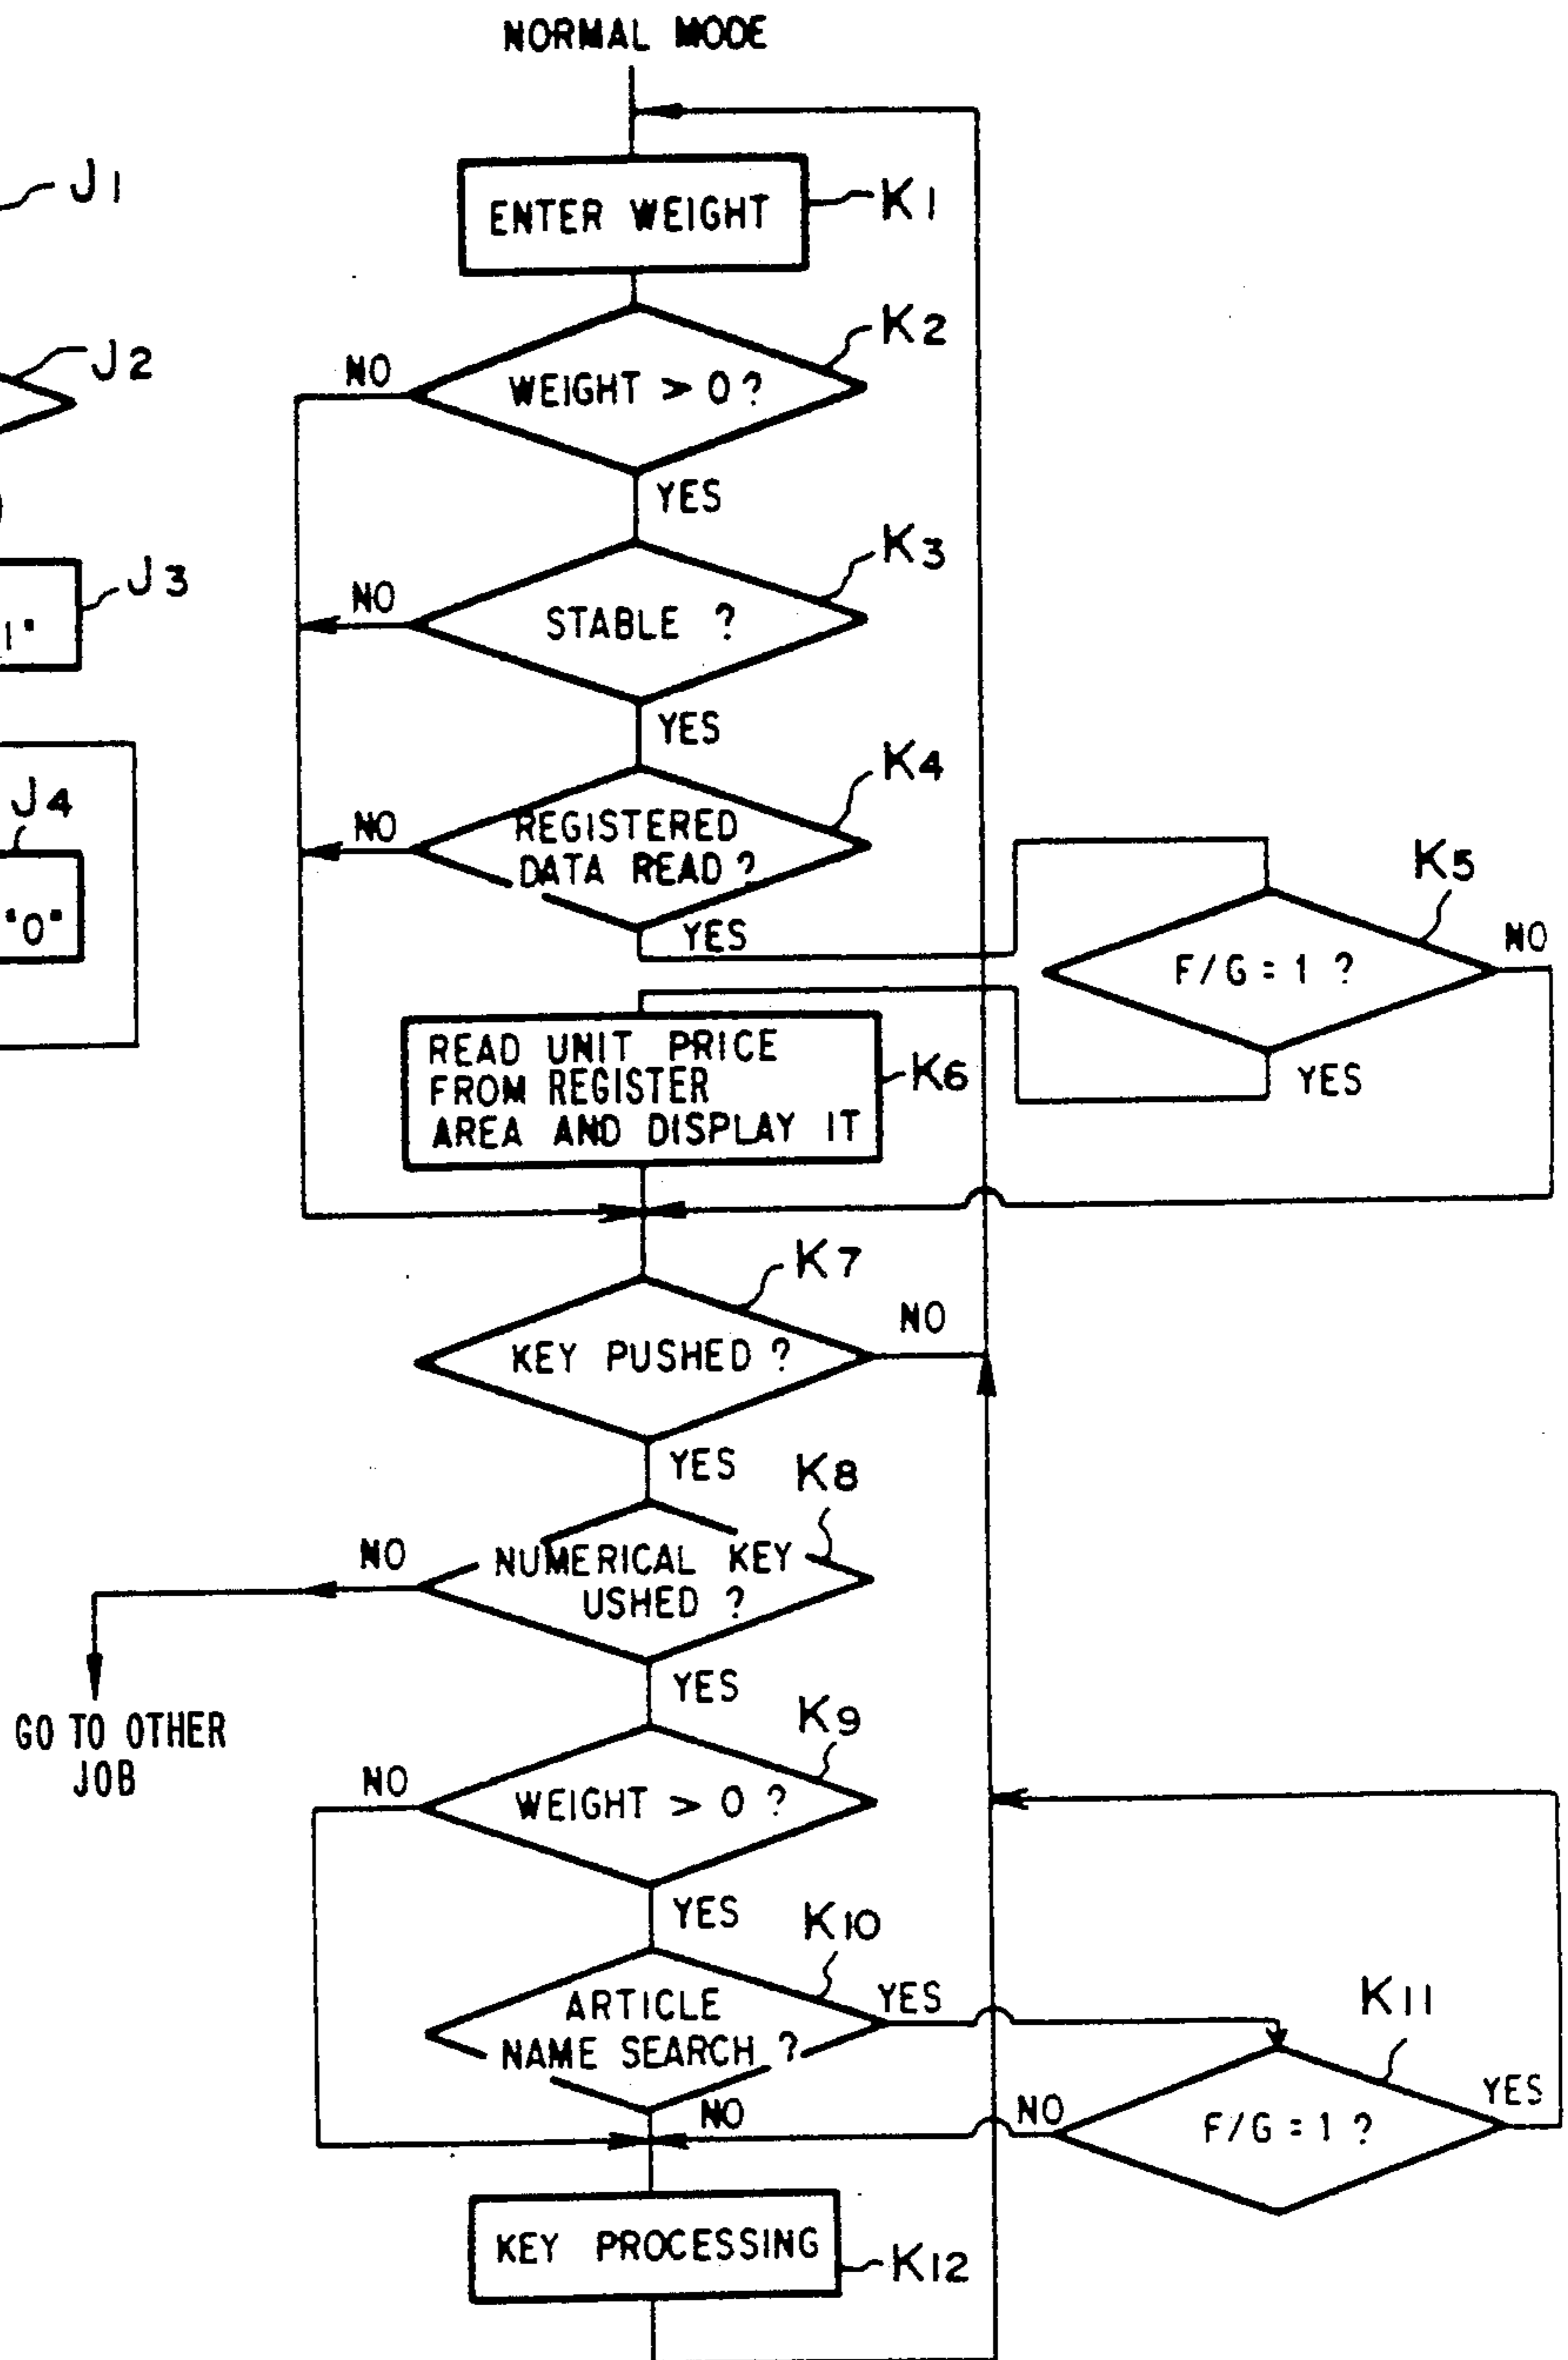 NORMAL MODE
J1
ENTER WEIGHT
K1
J2
NO
WEIGHT > 0 ?
K2
YES
J3
1"
NO
STABLE ?
K3
YES
J4
"0"
NO
REGISTERED
DATA READ ?
K4
YES
K5
F/G = 1 ?
NO
YES
READ UNIT PRICE
FROM REGISTER
AREA AND DISPLAY IT
K6
K7
KEY PUSHED ?
NO
YES
K8
NO
NUMERICAL KEY
USHED ?
YES
GO TO OTHER
JOB
K9
NO
WEIGHT > 0 ?
YES
K10
ARTICLE
NAME SEARCH ?
YES
NO
K11
NO
F/G = 1 ?
YES
KEY PROCESSING
K12